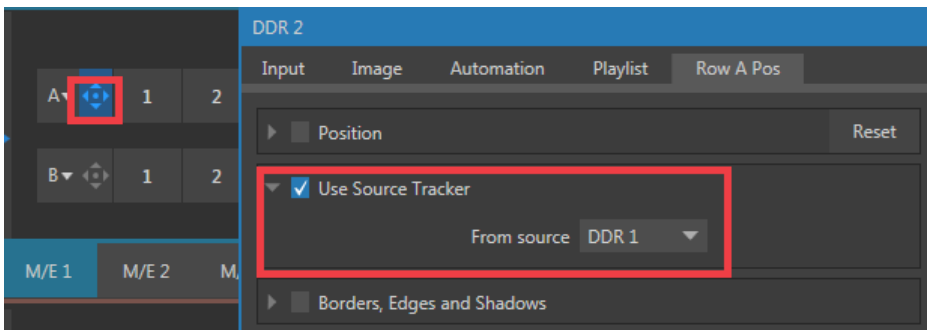 DDR 2
Input Image Automation Playlist Row A Pos
A 1 2
Position Reset
B 1 2
Use Source Tracker
From source DDR 1
M/E 1 M/E 2 M/
Borders, Edges and Shadows